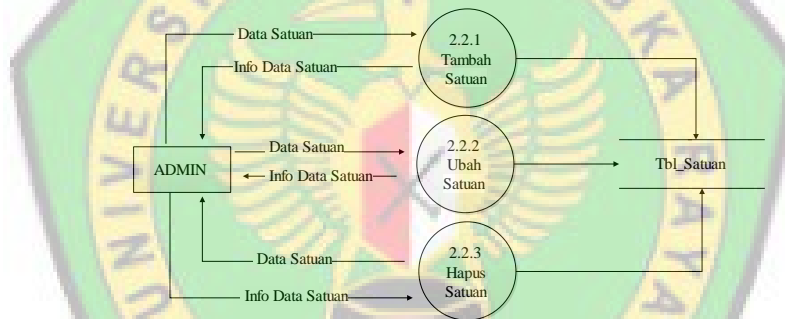 Data Satuan
Info Data Satuan
2.2.1
Tambah
Satuan
ADMIN
Data Satuan
Info Data Satuan
2.2.2
Ubah
Satuan
Tbl_Satuan
Data Satuan
Info Data Satuan
2.2.3
Hapus
Satuan